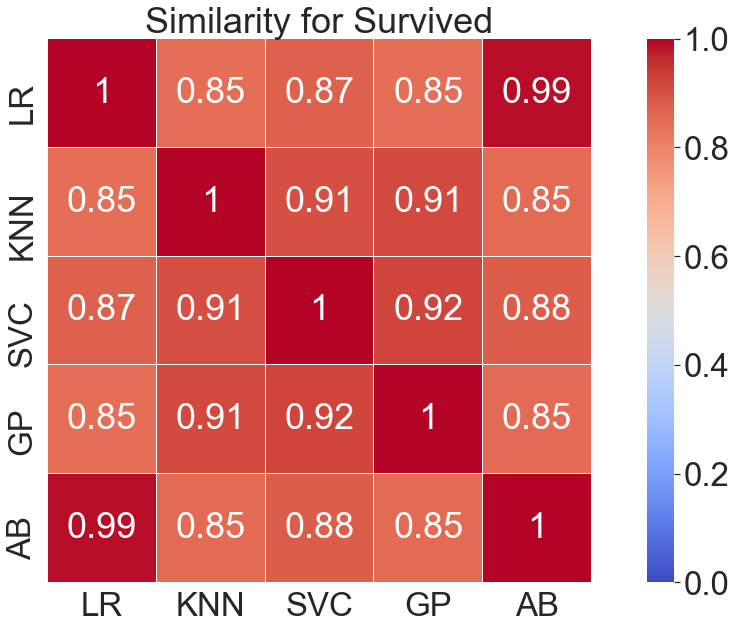 Similarity for Survived
LR 1 0.85 0.87 0.85 0.99
KNN 0.85 1 0.91 0.91 0.85
SVC 0.87 0.91 1 0.92 0.88
GP 0.85 0.91 0.92 1 0.85
AB 0.99 0.85 0.88 0.85 1
LR KNN SVC GP AB
1.0
0.8
0.6
0.4
0.2
0.0